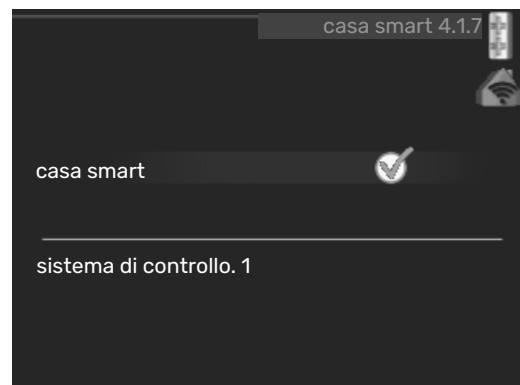 casa smart 4.1.7
casa smart
sistema di controllo. 1